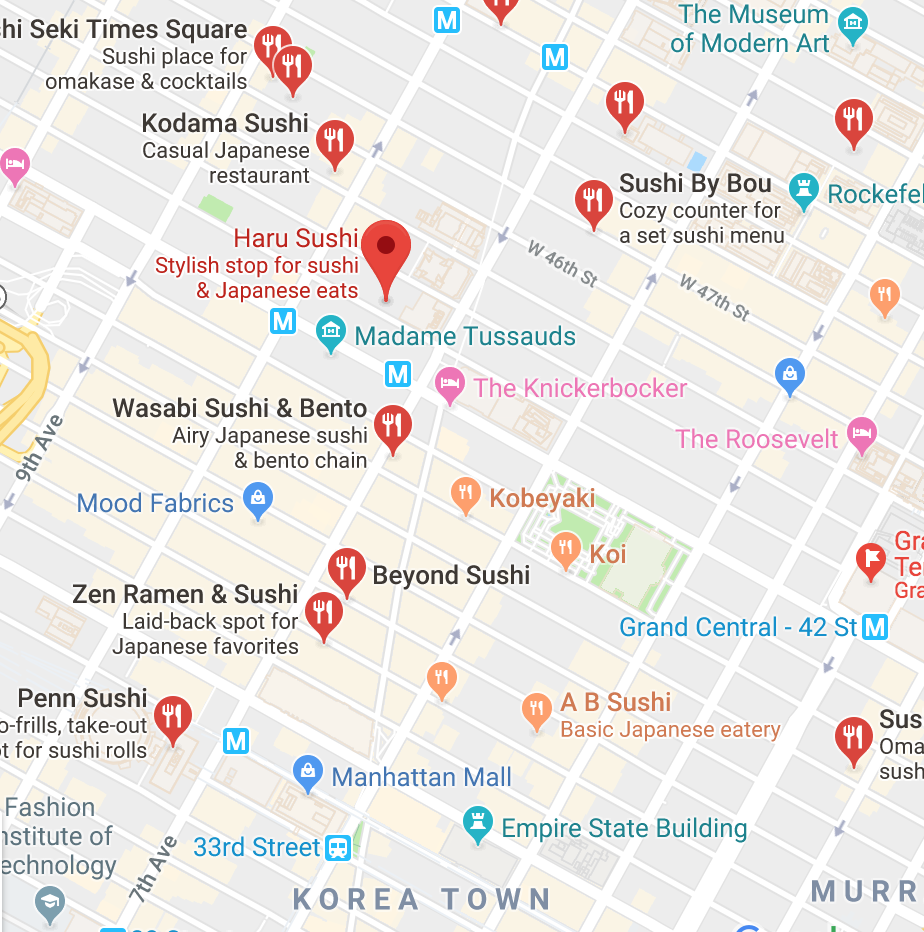 The Museum
of Modern Art
hi Seki Times Square
Sushi place for
omakase & cocktails
M
M
Kodama Sushi
Casual Japanese
restaurant
Sushi By Bou
Cozy counter for
a set sushi menu
Rockefel
Haru Sushi
Stylish stop for sushi
& Japanese eats
W 46th St
W 47th St
M
Madame Tussauds
M
The Knickerbocker
Wasabi Sushi & Bento
Airy Japanese sushi
& bento chain
9th Ave
The Roosevelt
Mood Fabrics
Kobeyaki
Koi
Gra
Te
Gra
Beyond Sushi
Zen Ramen & Sushi
Laid-back spot for
Japanese favorites
Grand Central - 42 St M
Penn Sushi
o-frills, take-out
ot for sushi rolls
A B Sushi
Basic Japanese eatery
Sus
Oma
sush
M
Manhattan Mall
Fashion
nstitute of
echnology
Empire State Building
33rd Street
7th Ave
KOREA TOWN
MURR